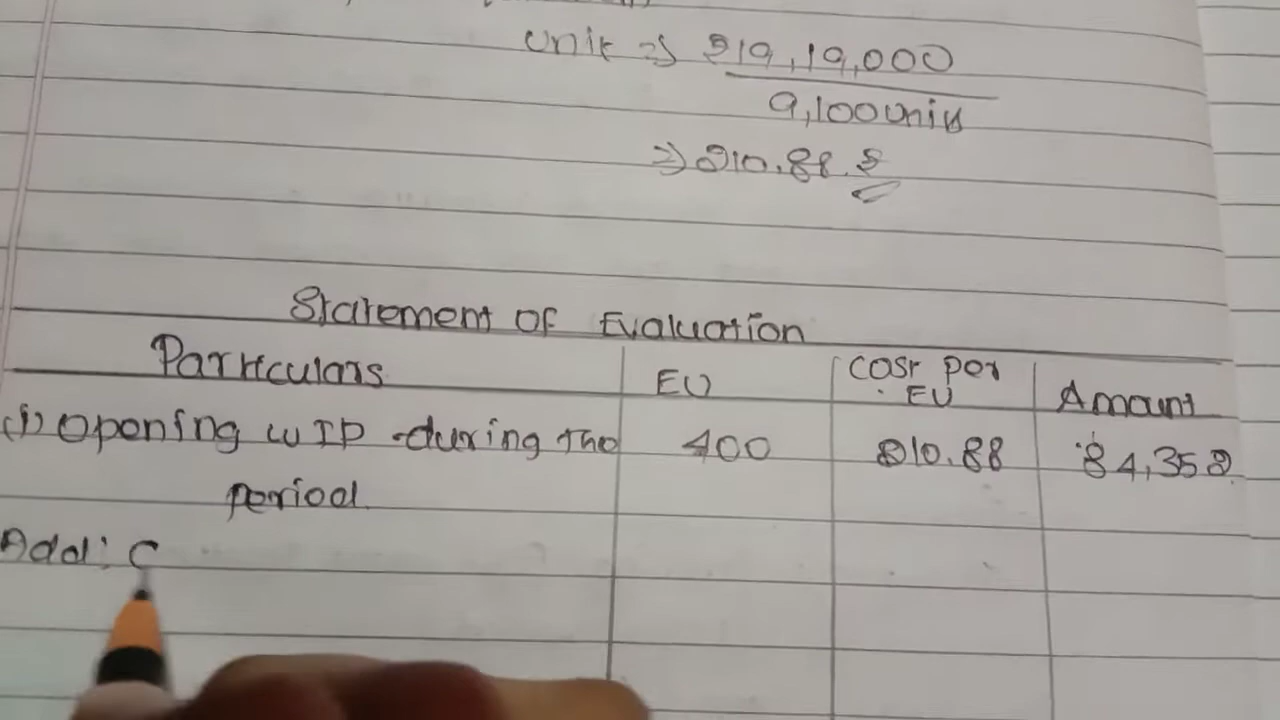 Unit => ₹19,19,000
9,100 units
=> 210.88 ₹
Statement of Evaluation
Particulars EU Cost per EU Amount
(i) Opening WIP during the 400 210.88 84,352
period.
Add: C